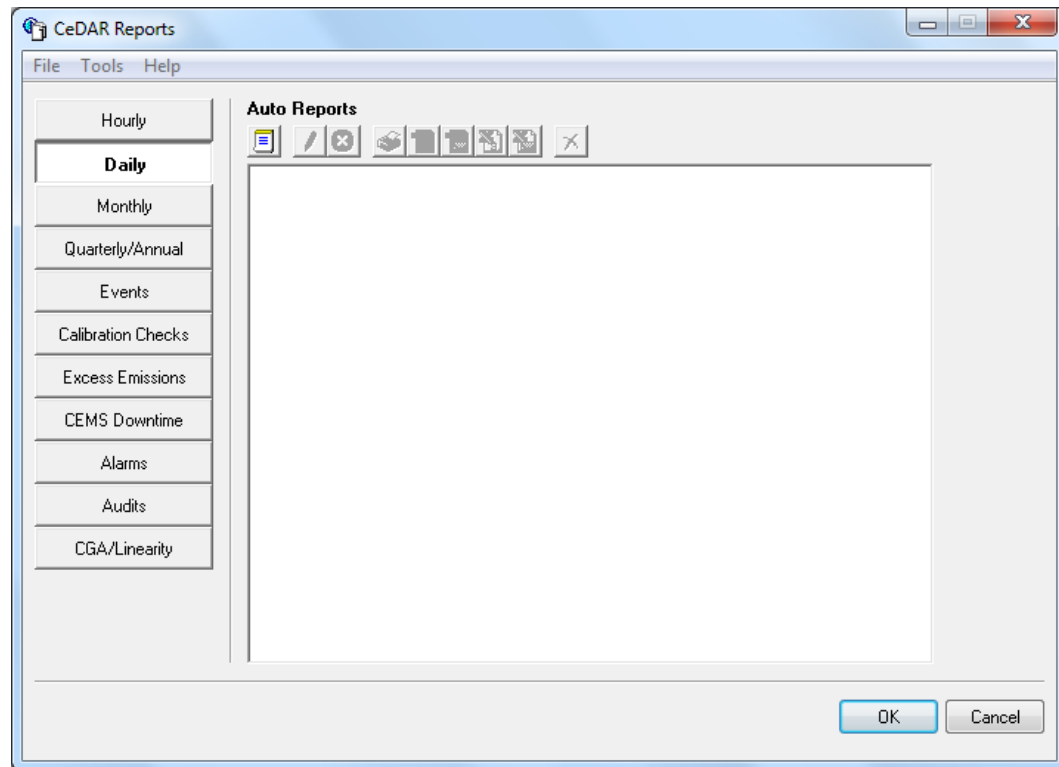 CeDAR Reports
File Tools Help
Hourly
Daily
Monthly
Quarterly/Annual
Events
Calibration Checks
Excess Emissions
CEMS Downtime
Alarms
Audits
CGA/Linearity
Auto Reports
OK Cancel